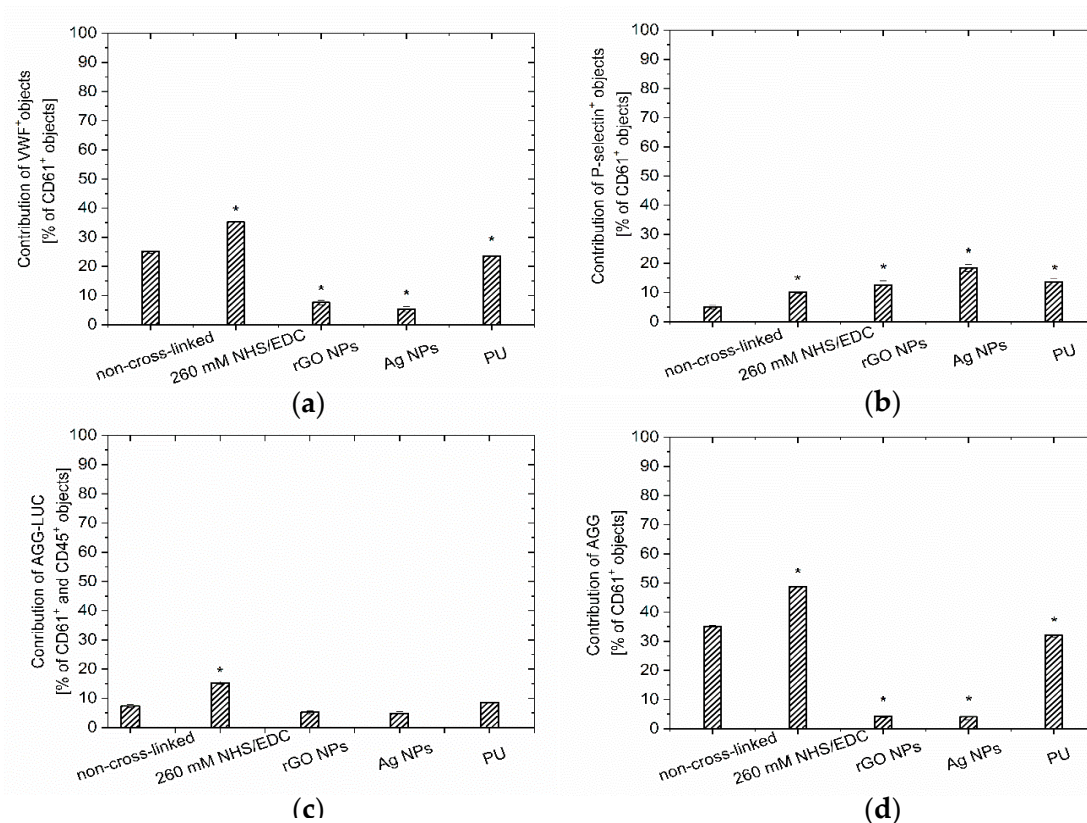 Contribution of VWF⁺ objects
[% of CD61⁺ objects]
100
90
80
70
60
50
40
30
20
10
0
*
*
*
*
non-cross-linked
260 mM NHS/EDC
rGO NPs
Ag NPs
PU
(a)
Contribution of P-selectin⁺ objects
[% of CD61⁺ objects]
100
90
80
70
60
50
40
30
20
10
0
*
*
*
*
non-cross-linked
260 mM NHS/EDC
rGO NPs
Ag NPs
PU
(b)
Conribution of AGG-LUC
[% of CD61⁺ and CD45⁺ objects]
100
90
80
70
60
50
40
30
20
10
0
*
non-cross-linked
260 mM NHS/EDC
rGO NPs
Ag NPs
PU
(c)
Contribution of AGG
[% of CD61⁺ objects]
100
90
80
70
60
50
40
30
20
10
0
*
*
*
*
non-cross-linked
260 mM NHS/EDC
rGO NPs
Ag NPs
PU
(d)